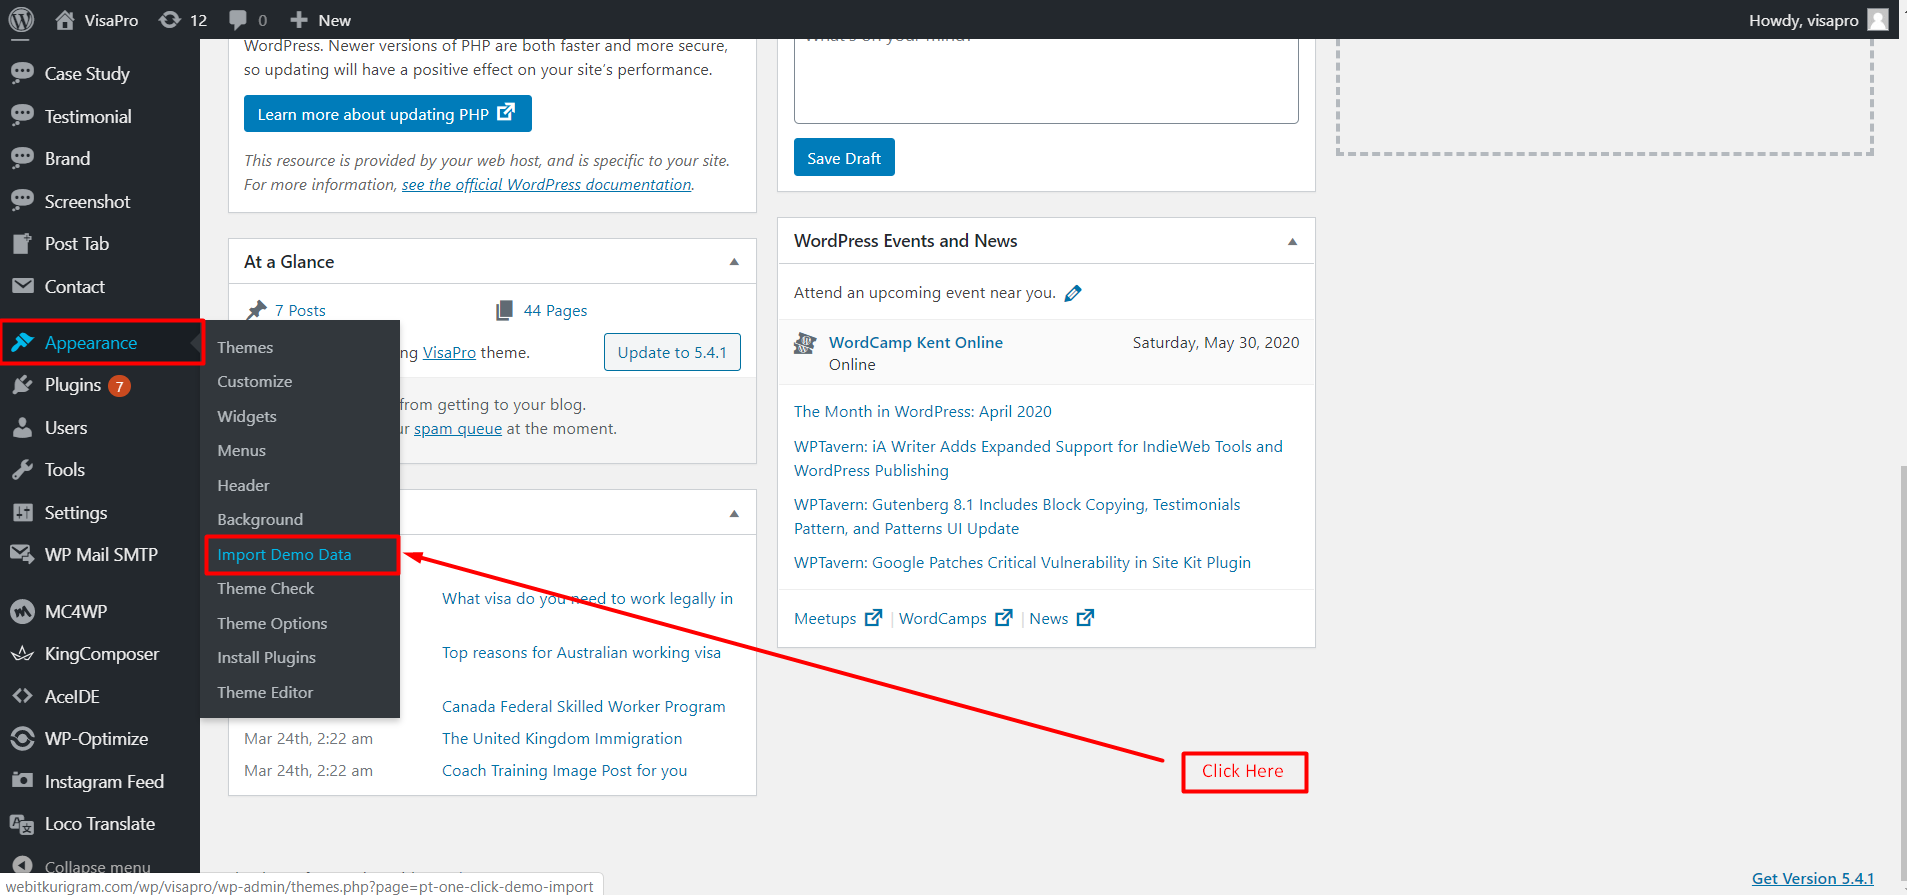 VisaPro 12 0 New
Howdy, visapro
Case Study
Testimonial
Brand
Screenshot
Post Tab
Contact
Appearance
Plugins 7
Users
Tools
Settings
WP Mail SMTP
MC4WP
KingComposer
AceIDE
WP-Optimize
Instagram Feed
Loco Translate
Collapse menu
Themes
Customize
Widgets
Menus
Header
Background
Import Demo Data
Theme Check
Theme Options
Install Plugins
Theme Editor
WordPress. Newer versions of PHP are both faster and more secure,
so updating will have a positive effect on your site's performance.
Learn more about updating PHP
This resource is provided by your web host, and is specific to your site.
For more information, see the official WordPress documentation.
At a Glance
7 Posts
44 Pages
ng VisaPro theme.
Update to 5.4.1
from getting to your blog.
ur spam queue at the moment.
What visa do you need to work legally in
Top reasons for Australian working visa
Canada Federal Skilled Worker Program
Mar 24th, 2:22 am The United Kingdom Immigration
Mar 24th, 2:22 am Coach Training Image Post for you
What's on your mind?
Save Draft
WordPress Events and News
Attend an upcoming event near you.
WordCamp Kent Online Saturday, May 30, 2020
Online
The Month in WordPress: April 2020
WPTavern: iA Writer Adds Expanded Support for IndieWeb Tools and
WordPress Publishing
WPTavern: Gutenberg 8.1 Includes Block Copying, Testimonials
Pattern, and Patterns UI Update
WPTavern: Google Patches Critical Vulnerability in Site Kit Plugin
Meetups | WordCamps | News
Click Here
Get Version 5.4.1
webitkurigram.com/wp/visapro/wp-admin/themes.php?page=pt-one-click-demo-import